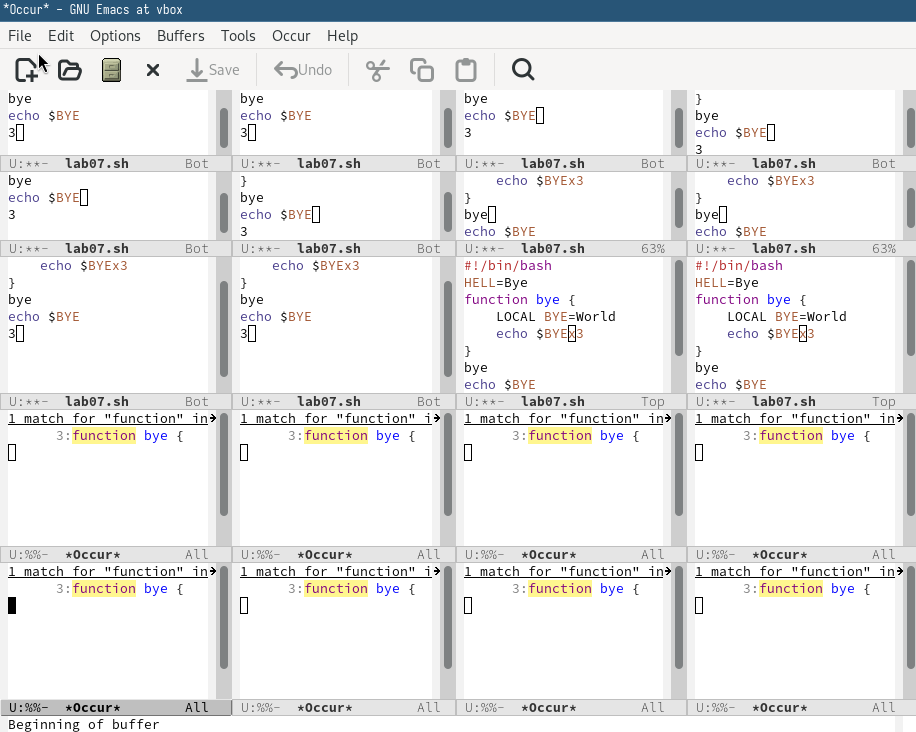 *Occur* – GNU Emacs at vbox
File Edit Options Buffers Tools Occur Help
Save Undo
bye
echo $BYE
3
U:**- lab07.sh Bot
bye
echo $BYE
3
U:**- lab07.sh Bot
bye
echo $BYE
3
U:**- lab07.sh Bot
}
bye
echo $BYE
3
U:**- lab07.sh Bot
bye
echo $BYE
3
U:**- lab07.sh Bot
}
bye
echo $BYE
3
U:**- lab07.sh Bot
echo $BYEx3
}
bye
echo $BYE
U:**- lab07.sh 63%
echo $BYEx3
}
bye
echo $BYE
U:**- lab07.sh 63%
echo $BYEx3
}
bye
echo $BYE
3
U:**- lab07.sh Bot
echo $BYEx3
}
bye
echo $BYE
3
U:**- lab07.sh Bot
#!/bin/bash
HELL=Bye
function bye {
LOCAL BYE=World
echo $BYEx3
}
bye
echo $BYE
U:**- lab07.sh Top
#!/bin/bash
HELL=Bye
function bye {
LOCAL BYE=World
echo $BYEx3
}
bye
echo $BYE
U:**- lab07.sh Top
1 match for "function" in
3:function bye {
U:%%- *Occur* All
1 match for "function" i
3:function bye {
U:%%- *Occur* All
1 match for "function" in
3:function bye {
U:%%- *Occur* All
1 match for "function" in
3:function bye {
U:%%- *Occur* All
1 match for "function" in
3:function bye {
U:%%- *Occur* All
1 match for "function" i
3:function bye {
U:%%- *Occur* All
1 match for "function" in
3:function bye {
U:%%- *Occur* All
1 match for "function" in
3:function bye {
U:%%- *Occur* All
Beginning of buffer